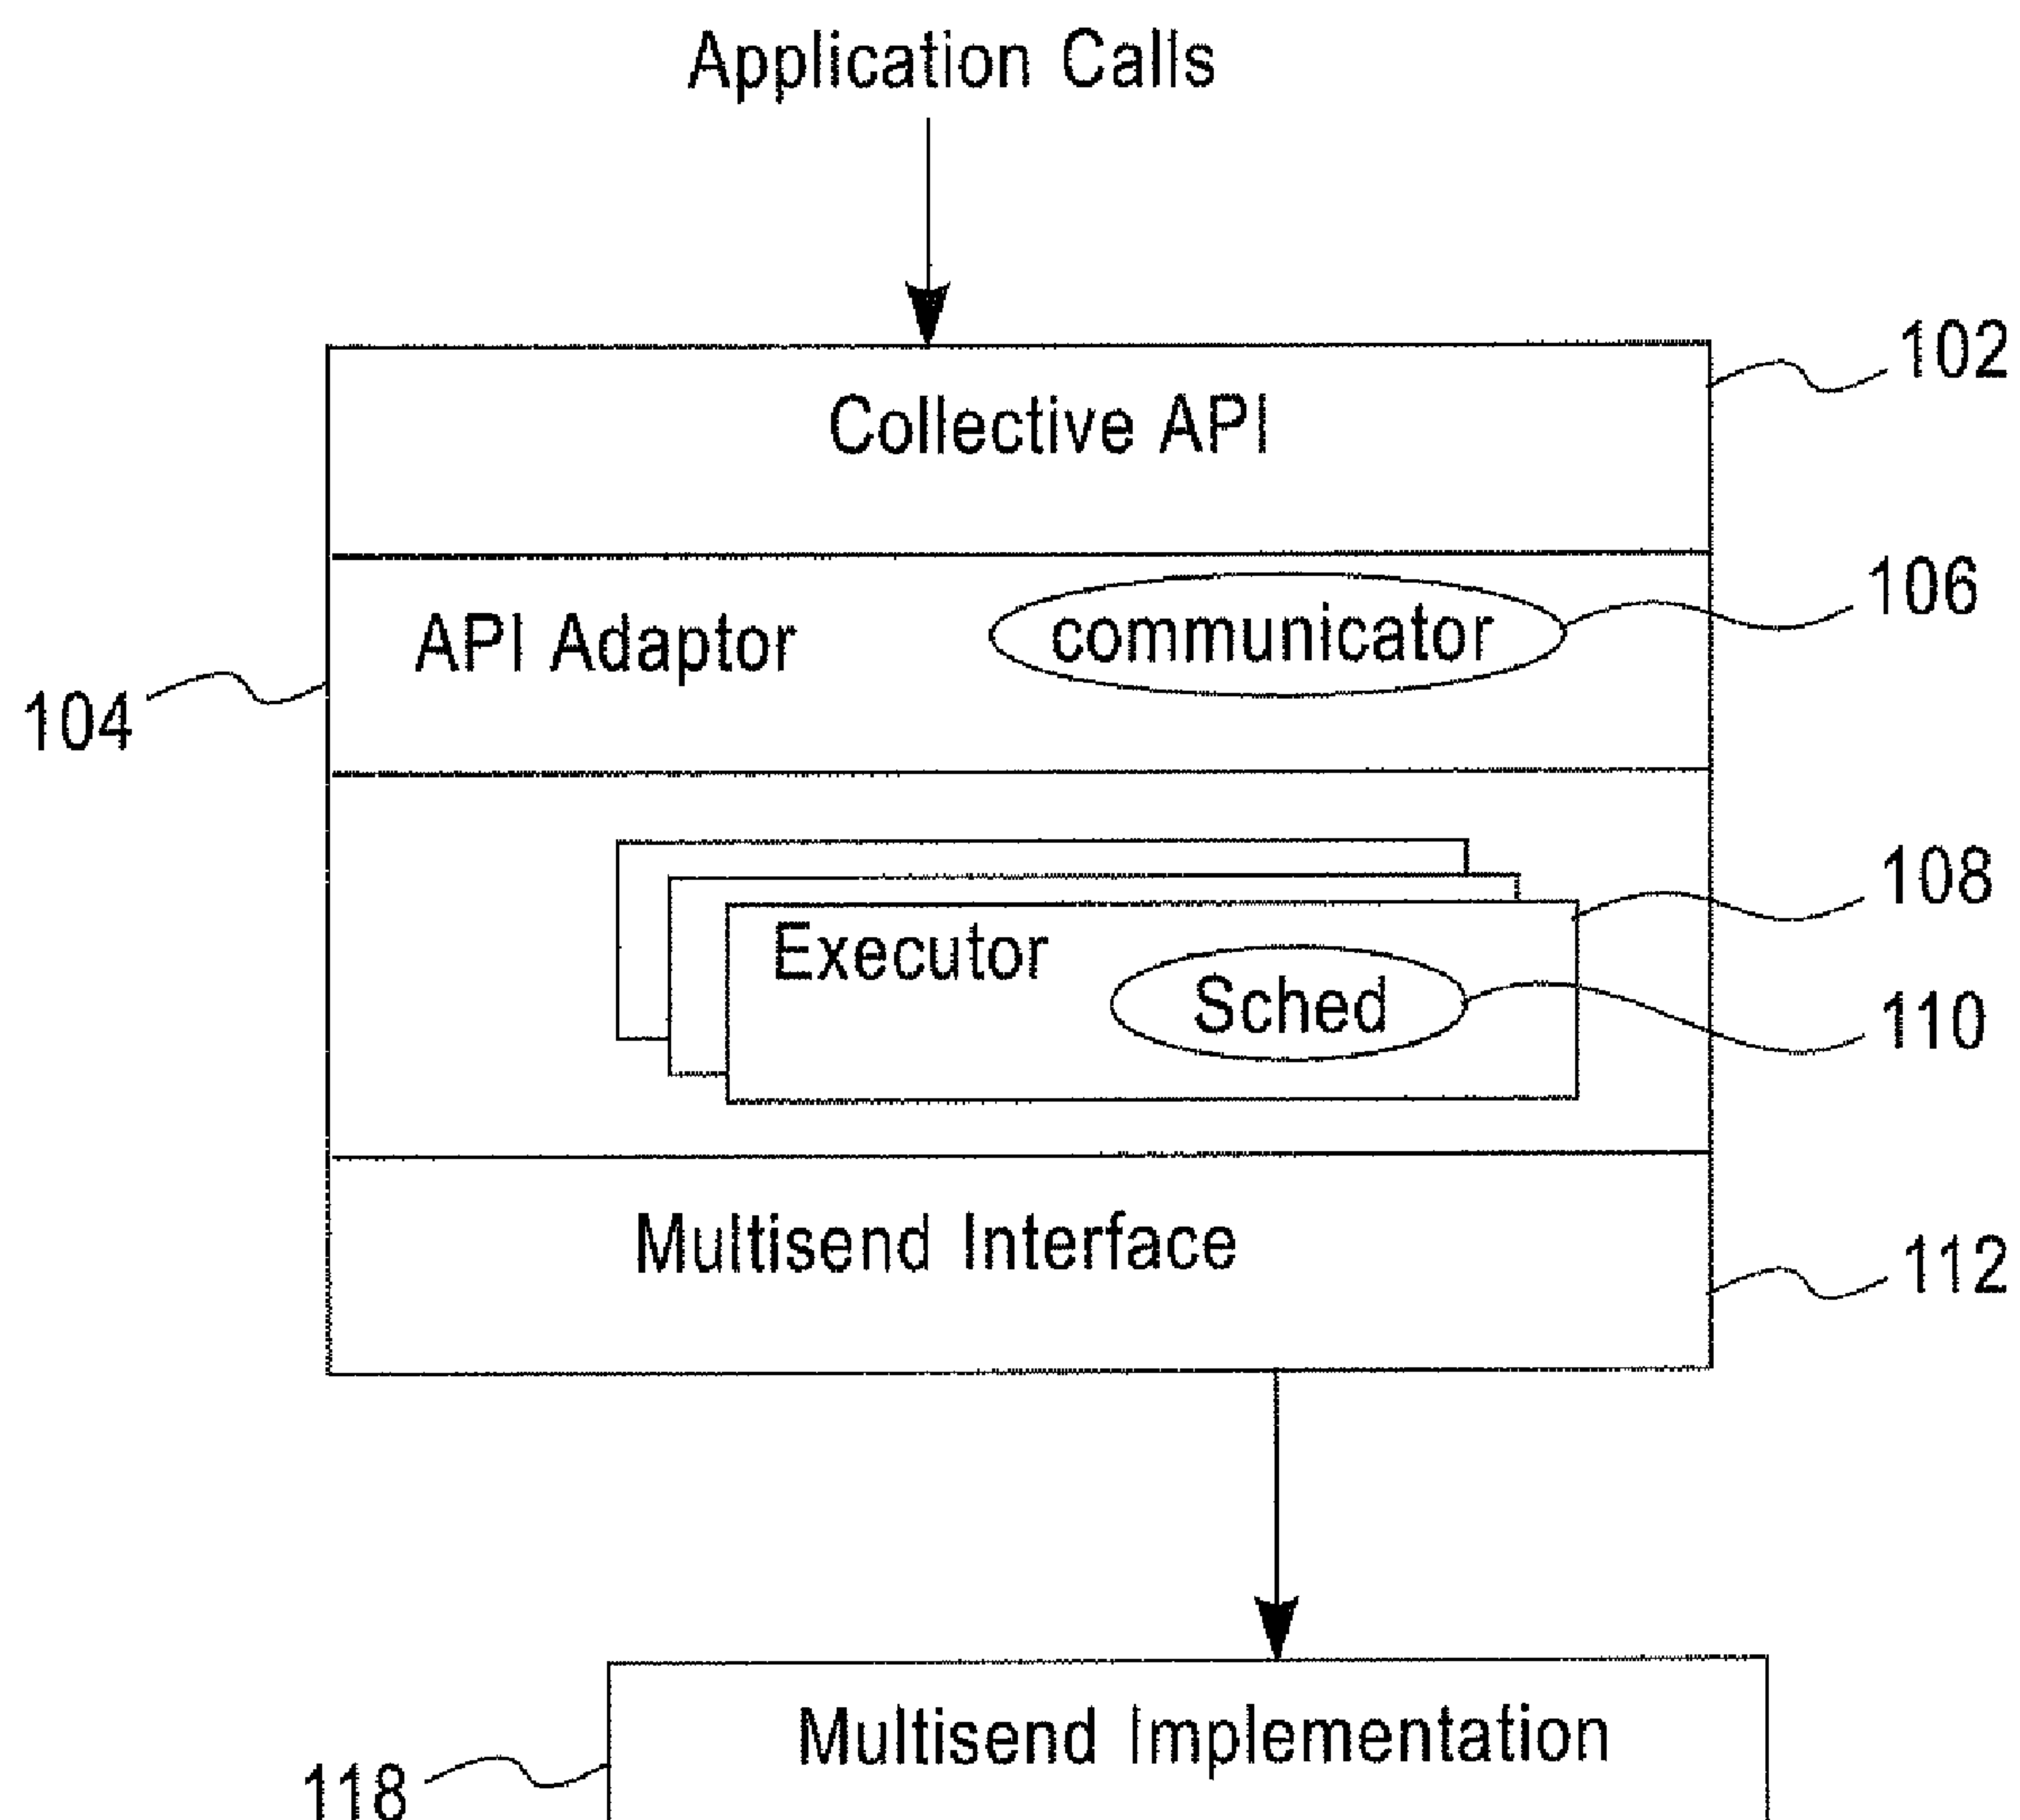 Application Calls
102
Collective API
106
API Adaptor
communicator
104
108
Executor
Sched
110
Multisend Interface
112
Multisend Implementation
118